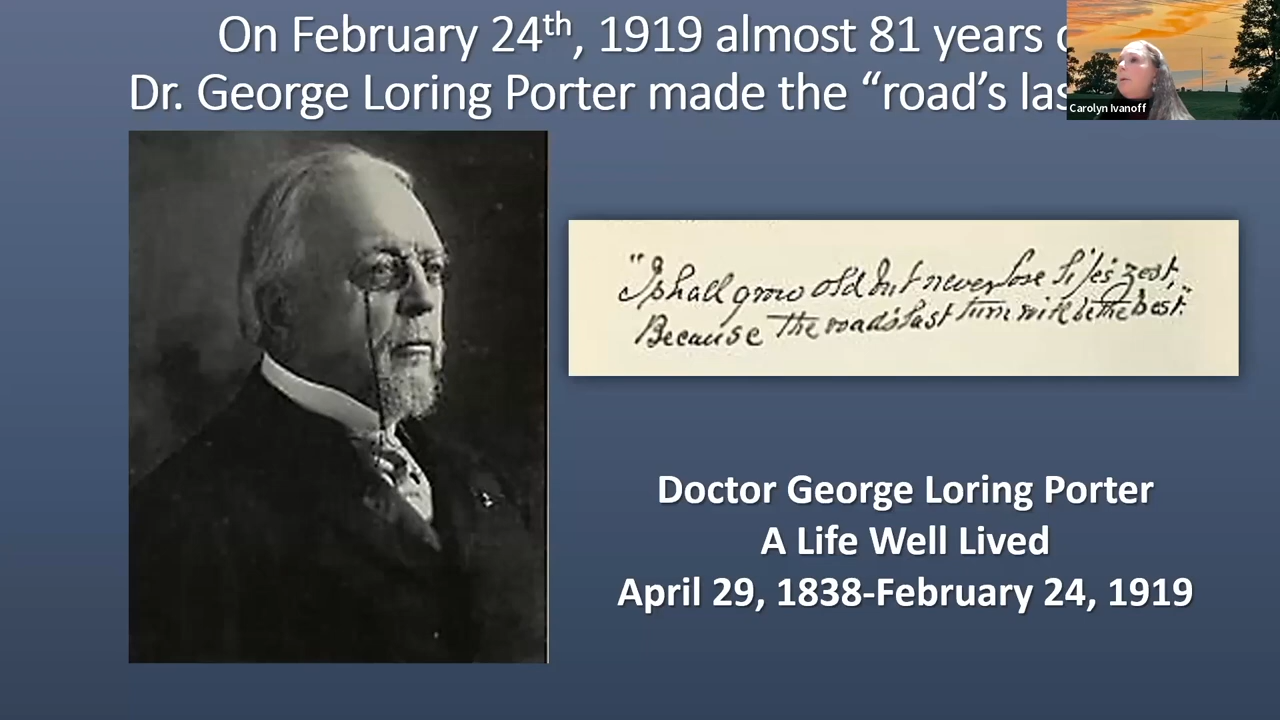 On February 24th, 1919 almost 81 years
Dr. George Loring Porter made the “road’s
Carolyn Ivanoff
"I shall grow old but never lose life's zest,
Because the road's last turn will be the best."
Doctor George Loring Porter
A Life Well Lived
April 29, 1838-February 24, 1919